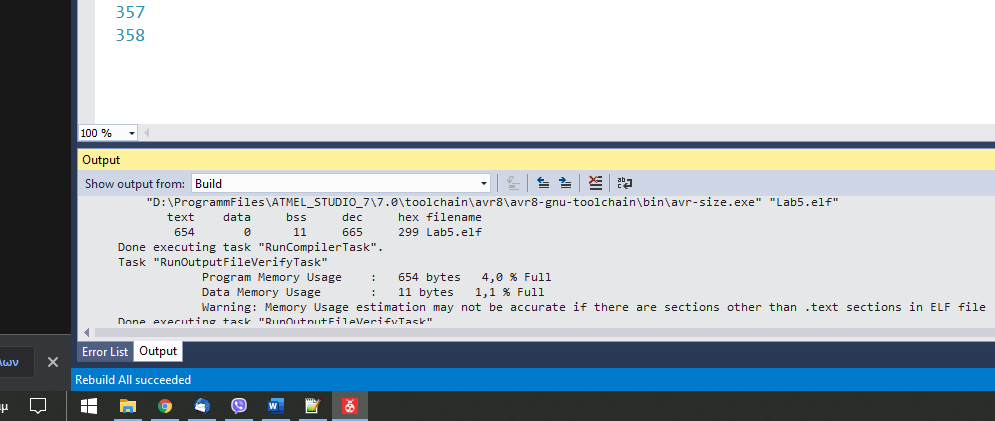 357
358
100 %
Output
Show output from: Build
"D:\ProgrammFiles\ATMEL_STUDIO_7\7.0\toolchain\avr8\avr8-gnu-toolchain\bin\avr-size.exe" "Lab5.elf"
text data bss dec hex filename
654 0 11 665 299 Lab5.elf
Done executing task "RunCompilerTask".
Task "RunOutputFileVerifyTask"
Program Memory Usage : 654 bytes 4,0 % Full
Data Memory Usage : 11 bytes 1,1 % Full
Warning: Memory Usage estimation may not be accurate if there are sections other than .text sections in ELF file
Done executing task "RunOutputFileVerifyTask"
Error List Output
λων
Rebuild All succeeded